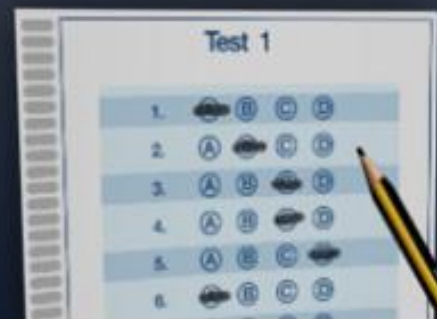 Test 1
1. B C D
2. A C D
3. A B D
4. A B D
5. A B C
6. B C D